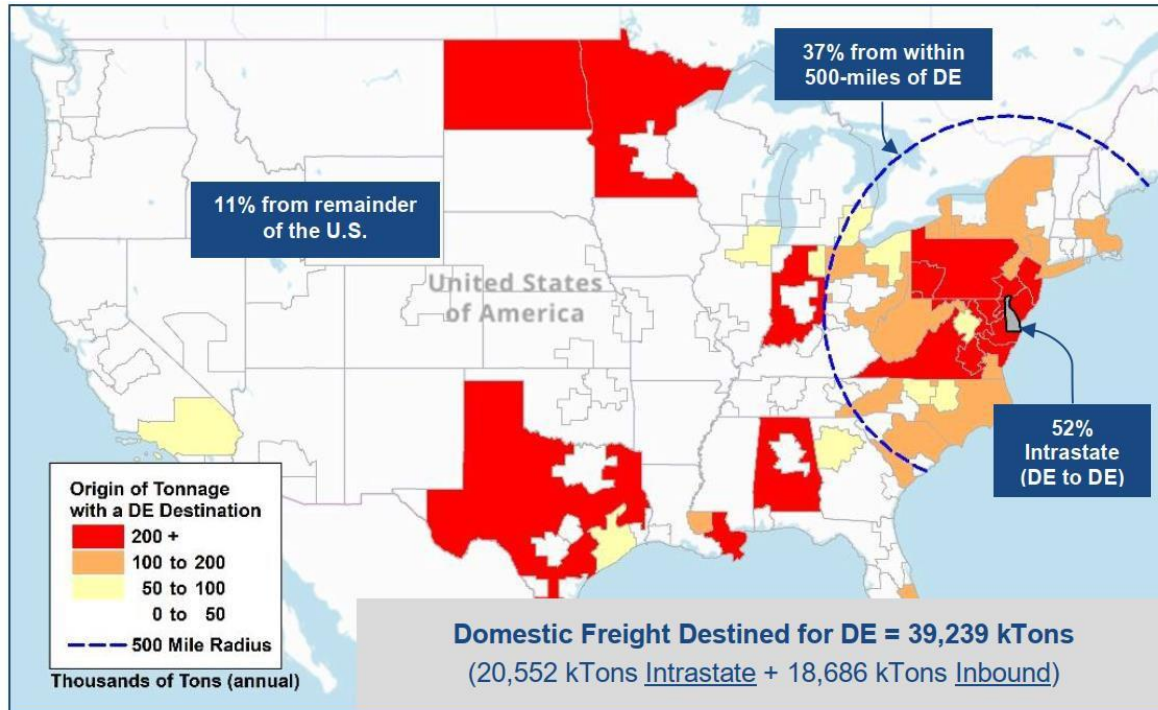 37% from within
500-miles of DE
11% from remainder
of the U.S.
United States
of America
52%
Intrastate
(DE to DE)
Origin of Tonnage
with a DE Destination
200 +
100 to 200
50 to 100
0 to 50
500 Mile Radius
Thousands of Tons (annual)
Domestic Freight Destined for DE = 39,239 kTons
(20,552 kTons Intrastate + 18,686 kTons Inbound)